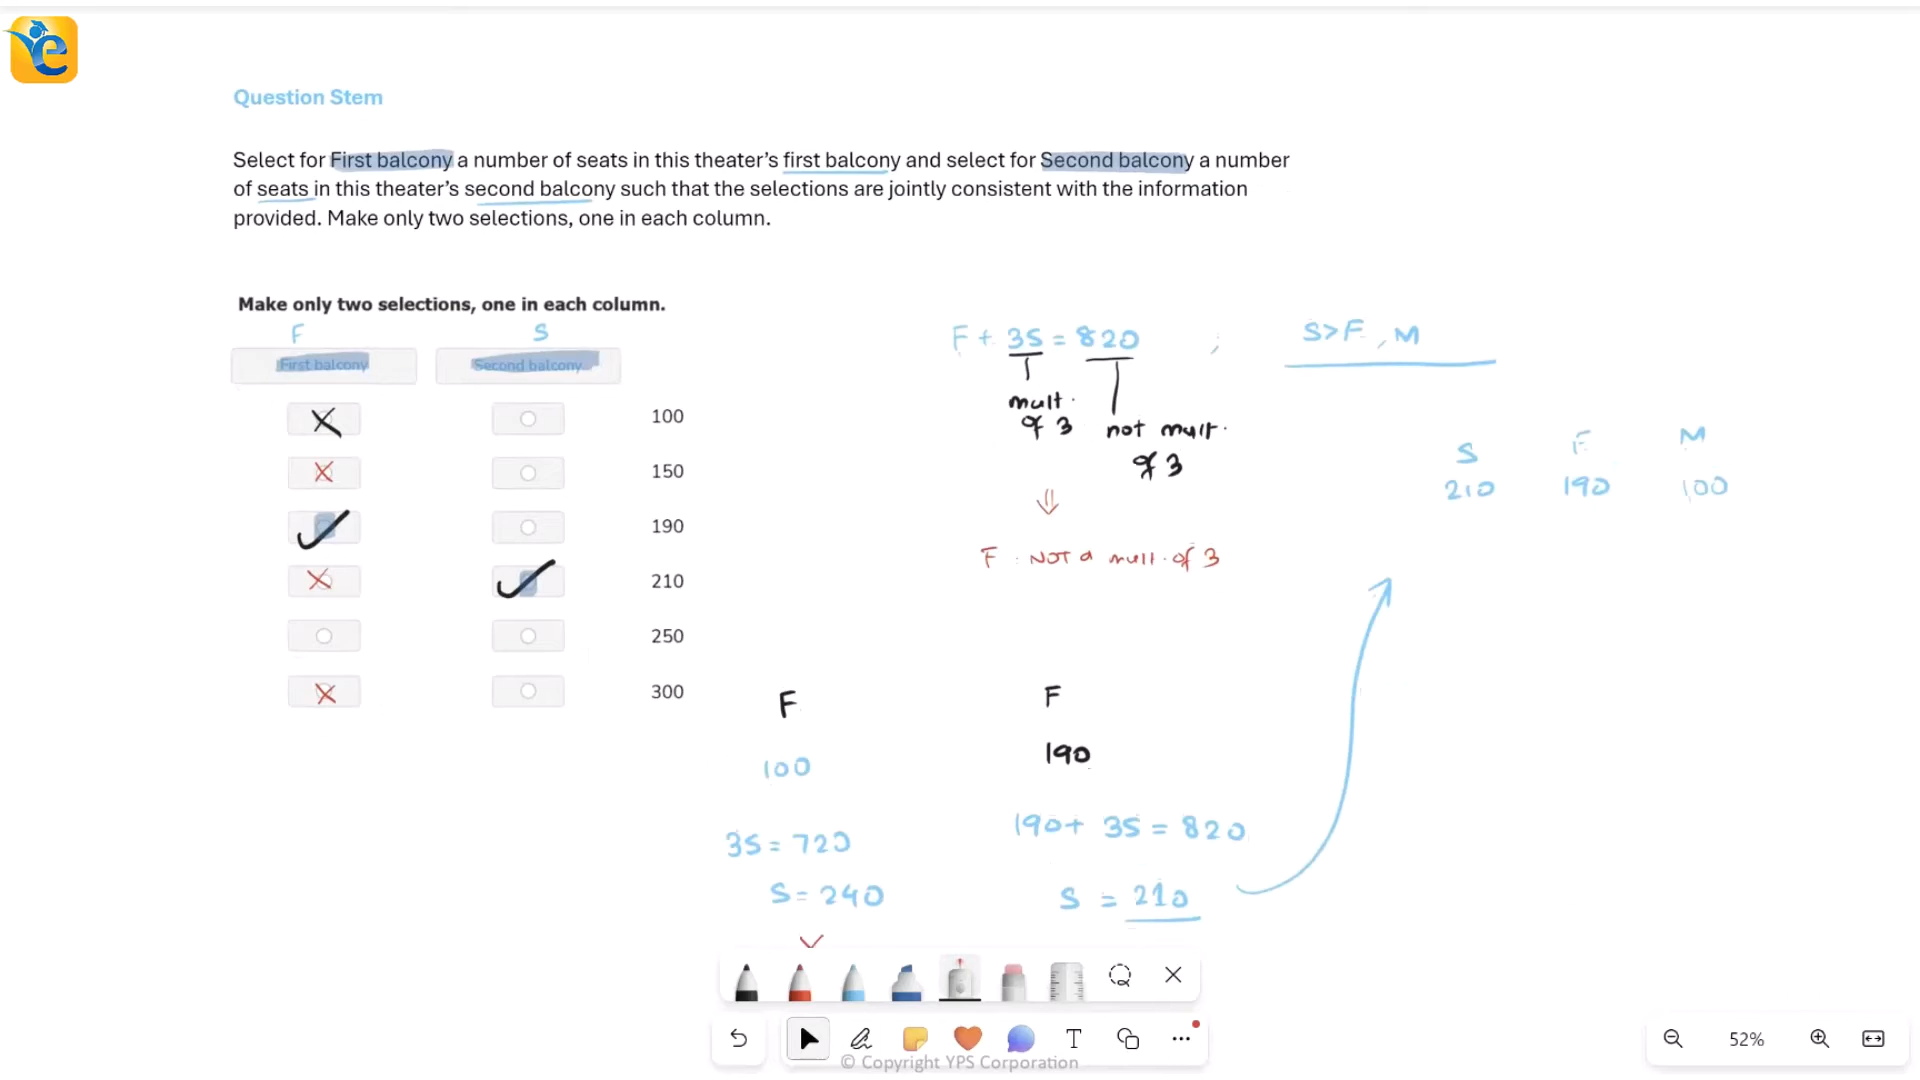 e
Question Stem
Select for First balcony a number of seats in this theater's first balcony and select for Second balcony a number
of seats in this theater's second balcony such that the selections are jointly consistent with the information
provided. Make only two selections, one in each column.
Make only two selections, one in each column.
F S
First balcony Second balcony
100
150
190
210
250
300
F + 3S = 820 ; S>F, M
mult.
of 3
not mult.
of 3
S F M
210 190 100
F : NOT a mult. of 3
F F
100 190
3S = 720 190 + 3S = 820
S = 240 S = 210
T
52%
© Copyright YPS Corporation